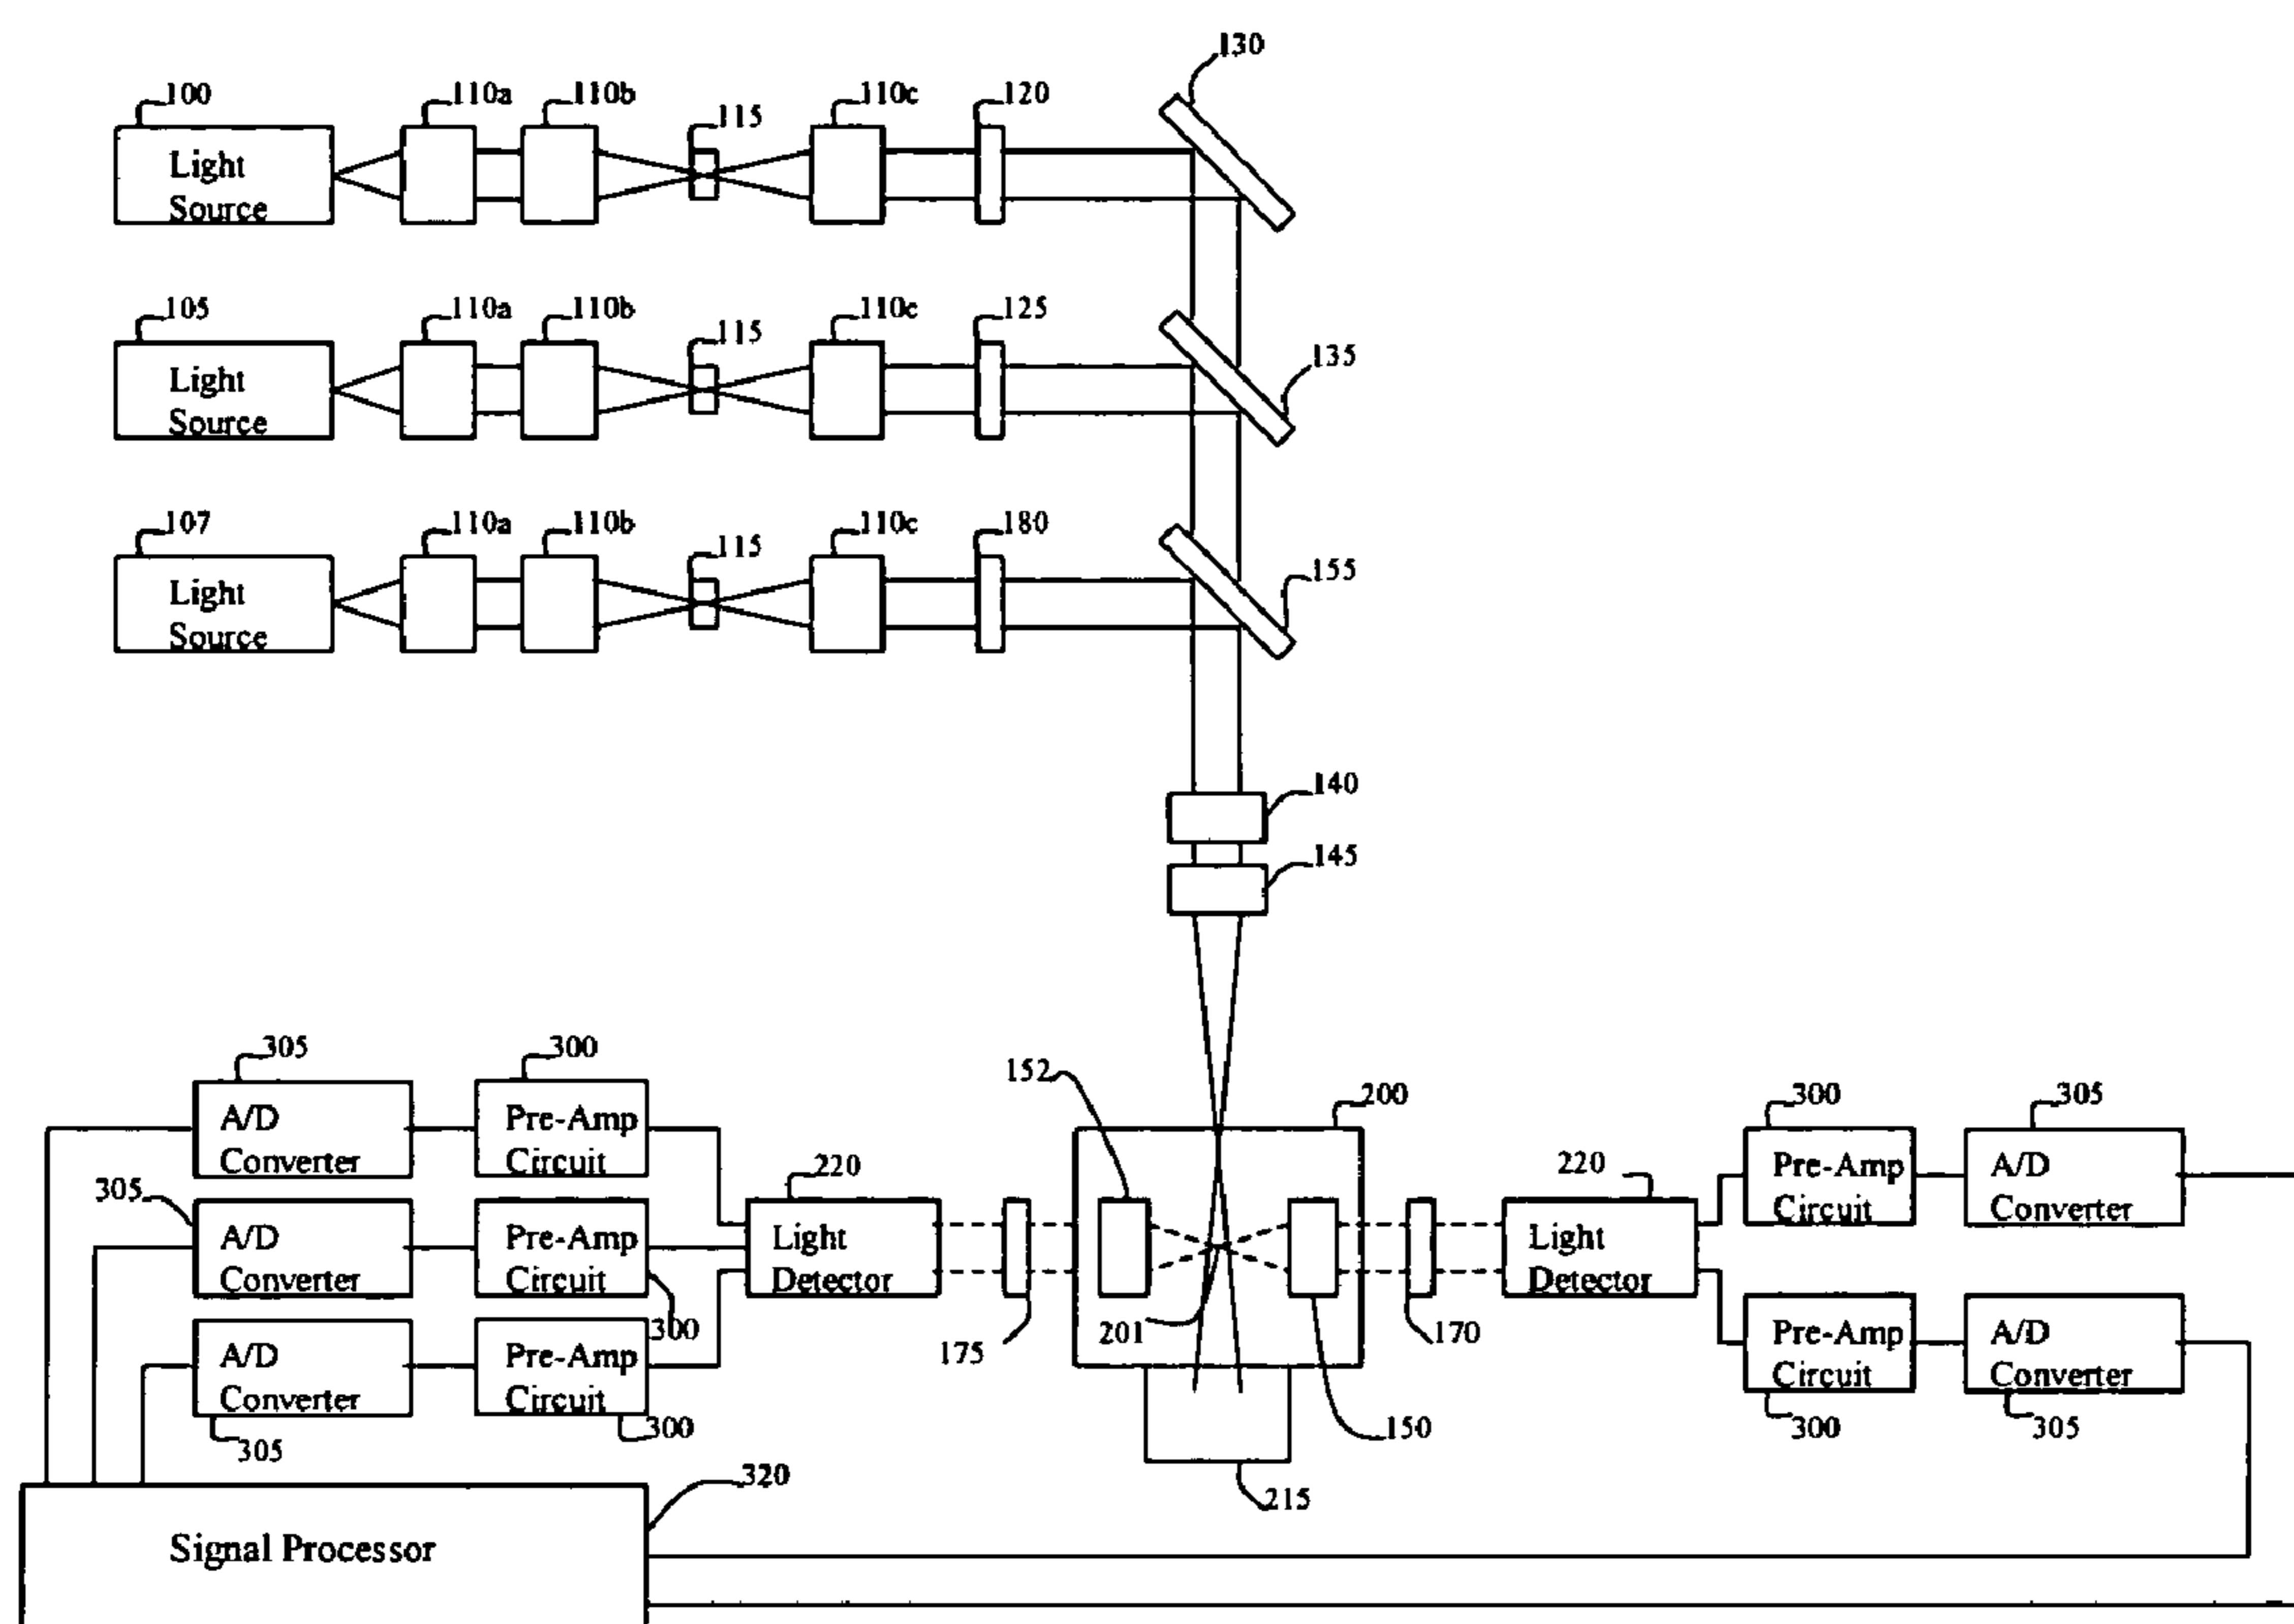 130
100
110a
110b
115
110c
120
Light
Source
105
110a
110b
115
110c
125
135
Light
Source
107
110a
110b
115
110c
180
155
Light
Source
140
145
305
300
152
200
300
305
A/D
Converter
Pre-Amp
Circuit
220
220
Pre-Amp
Circuit
A/D
Converter
305
A/D
Converter
Pre-Amp
Circuit
300
Light
Detector
175
201
170
Light
Detector
A/D
Converter
305
Pre-Amp
Circuit
300
150
Pre-Amp
Circuit
300
A/D
Converter
305
215
320
Signal Processor